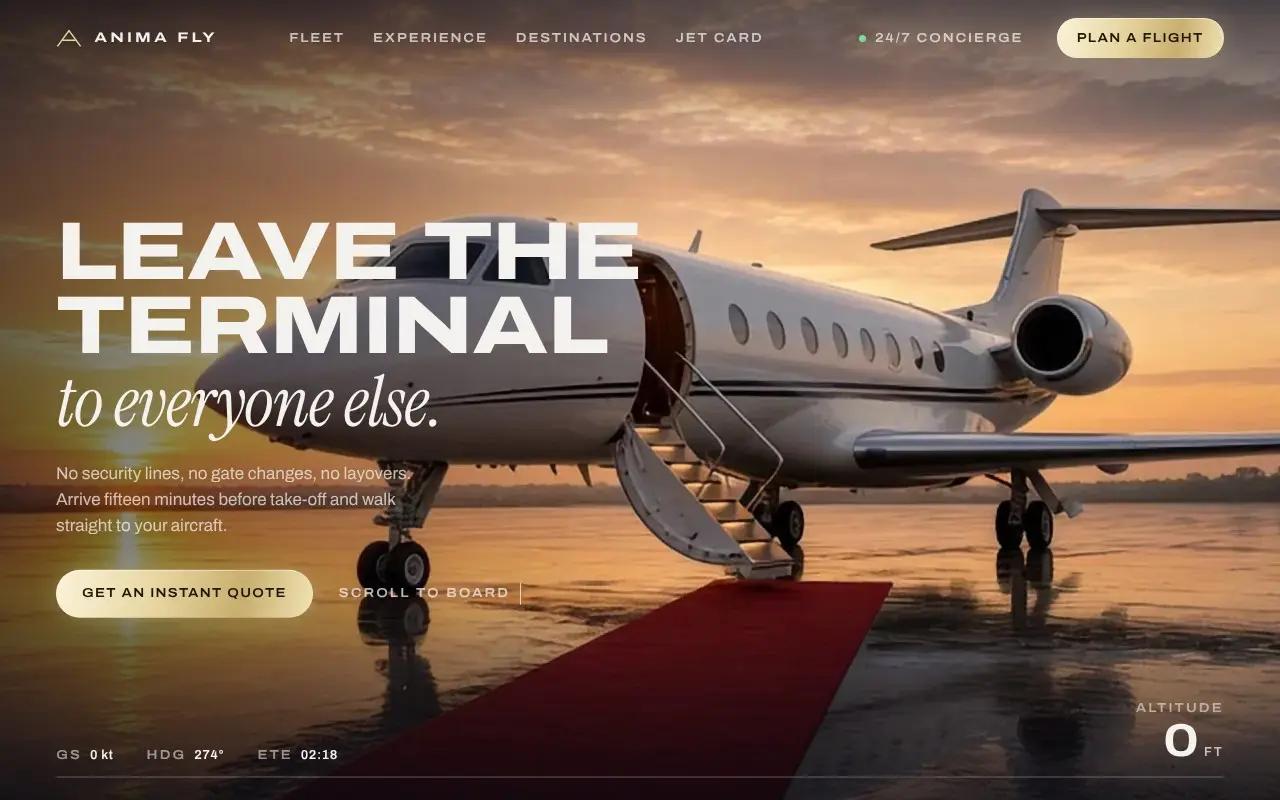 ANIMA FLY
FLEET
EXPERIENCE
DESTINATIONS
JET CARD
24/7 CONCIERGE
PLAN A FLIGHT
LEAVE THE
TERMINAL
to everyone else.
No security lines, no gate changes, no layovers.
Arrive fifteen minutes before take-off and walk
straight to your aircraft.
GET AN INSTANT QUOTE
SCROLL TO BOARD
ALTITUDE
0 FT
GS 0 kt
HDG 274°
ETE 02:18